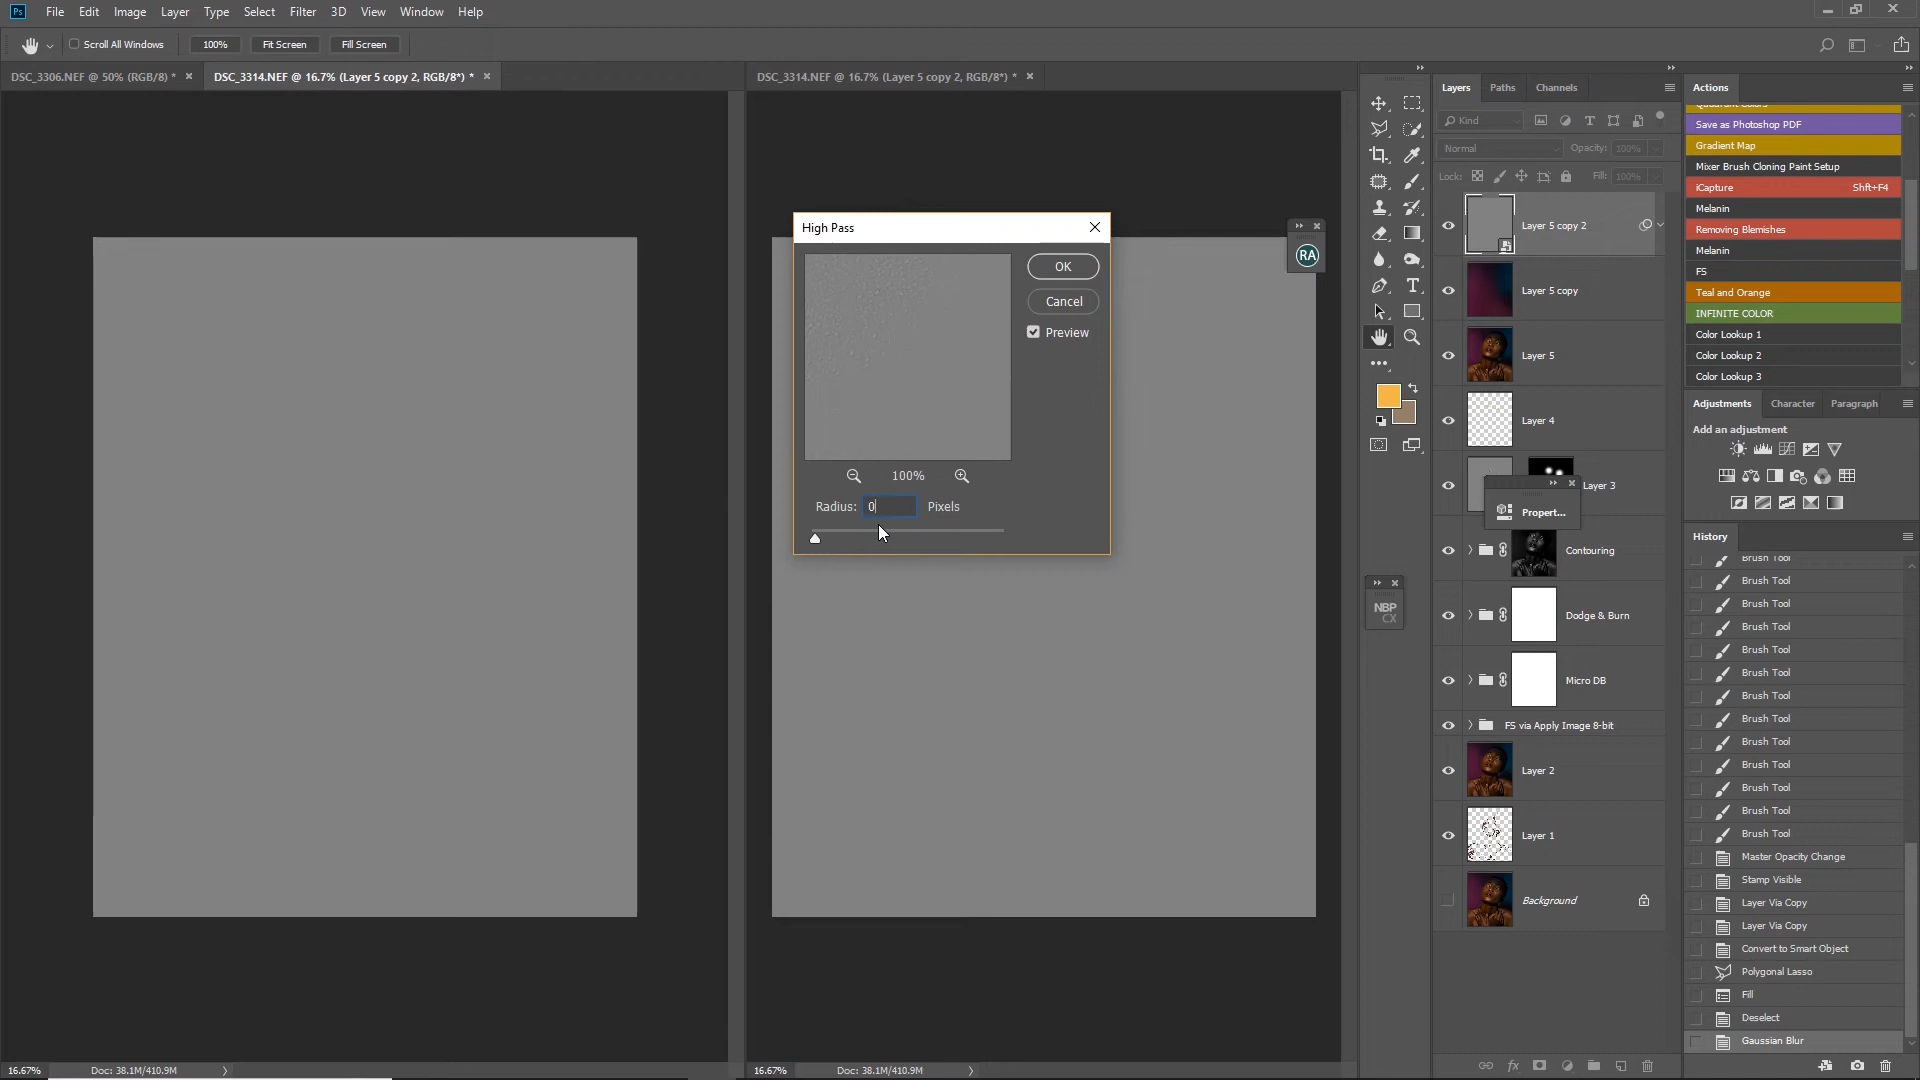 Ps File Edit Image Layer Type Select Filter 3D View Window Help
Scroll All Windows 100% Fit Screen Fill Screen
DSC_3306.NEF @ 50% (RGB/8) * × DSC_3314.NEF @ 16.7% (Layer 5 copy 2, RGB/8*) * ×
DSC_3314.NEF @ 16.7% (Layer 5 copy 2, RGB/8*) * ×
High Pass
OK
Cancel
Preview
100%
Radius: 0 Pixels
RA
NBP
CX
Propert...
Layers Paths Channels
Kind
Normal Opacity: 100%
Lock: Fill: 100%
Layer 5 copy 2
Layer 5 copy
Layer 5
Layer 4
Layer 3
Contouring
Dodge & Burn
Micro DB
FS via Apply Image 8-bit
Layer 2
Layer 1
Background
Actions
Quadrant Colors
Save as Photoshop PDF
Gradient Map
Mixer Brush Cloning Paint Setup
iCapture Shft+F4
Melanin
Removing Blemishes
Melanin
FS
Teal and Orange
INFINITE COLOR
Color Lookup 1
Color Lookup 2
Color Lookup 3
Adjustments Character Paragraph
Add an adjustment
History
Brush Tool
Brush Tool
Brush Tool
Brush Tool
Brush Tool
Brush Tool
Brush Tool
Brush Tool
Brush Tool
Brush Tool
Brush Tool
Brush Tool
Brush Tool
Master Opacity Change
Stamp Visible
Layer Via Copy
Layer Via Copy
Convert to Smart Object
Polygonal Lasso
Fill
Deselect
Gaussian Blur
16.67% Doc: 38.1M/410.9M
16.67% Doc: 38.1M/410.9M
fx